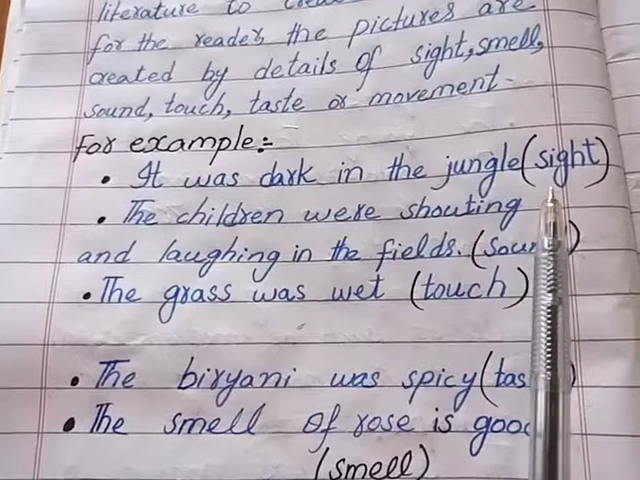 literature to
for the reader, the pictures are
created by details of sight, smell,
sound, touch, taste or movement.
For example:-
• It was dark in the jungle (sight)
• The children were shouting
and laughing in the fields. (sou
• The grass was wet (touch)
• The biryani was spicy (tas
• The smell of rose is goo
(smell)